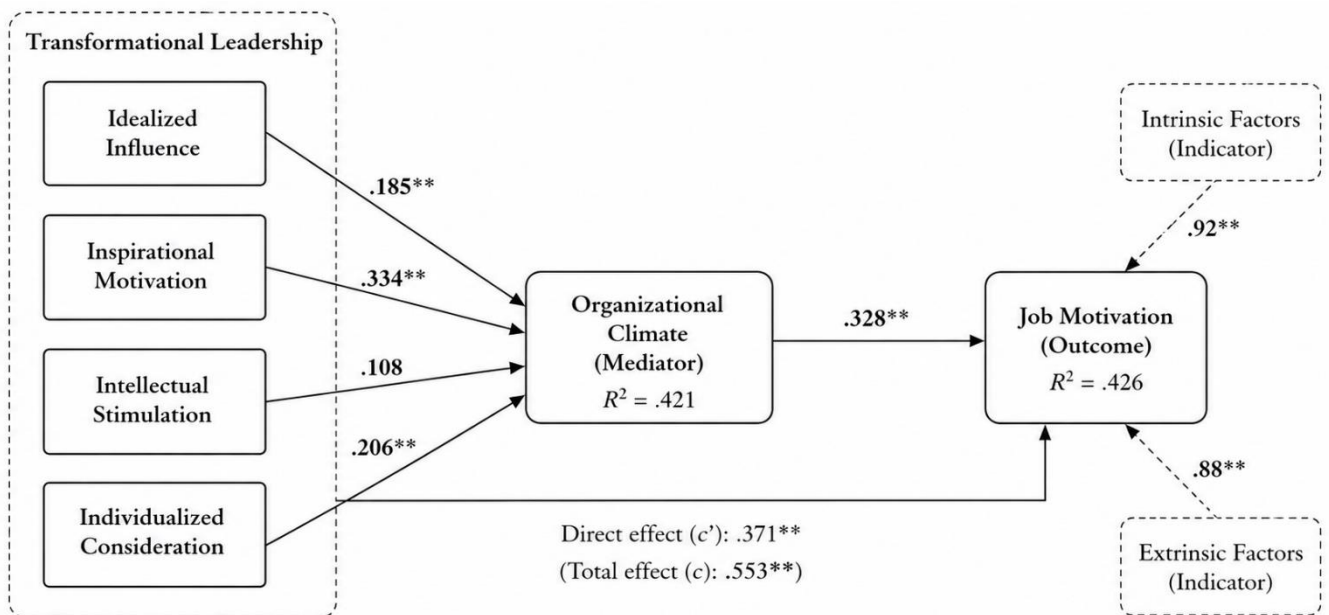 Transformational Leadership
Idealized
Influence
Inspirational
Motivation
Intellectual
Stimulation
Individualized
Consideration
.185**
.334**
.108
.206**
Organizational
Climate
(Mediator)
R² = .421
.328**
Direct effect (c’): .371**
(Total effect (c): .553**)
Job Motivation
(Outcome)
R² = .426
Intrinsic Factors
(Indicator)
.92**
.88**
Extrinsic Factors
(Indicator)